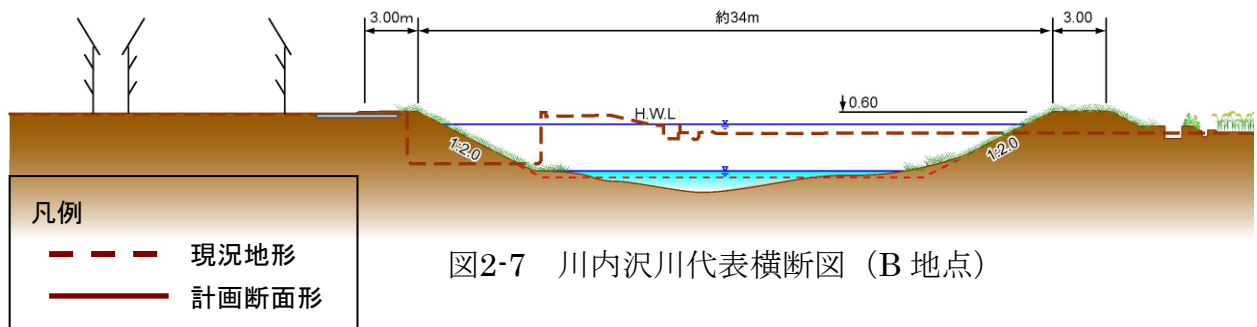 3.00m
約34m
3.00
H.W.L
0.60
1:2.0
1:2.0
凡例
現況地形
計画断面形
図2-7 川内沢川代表横断図（B 地点）